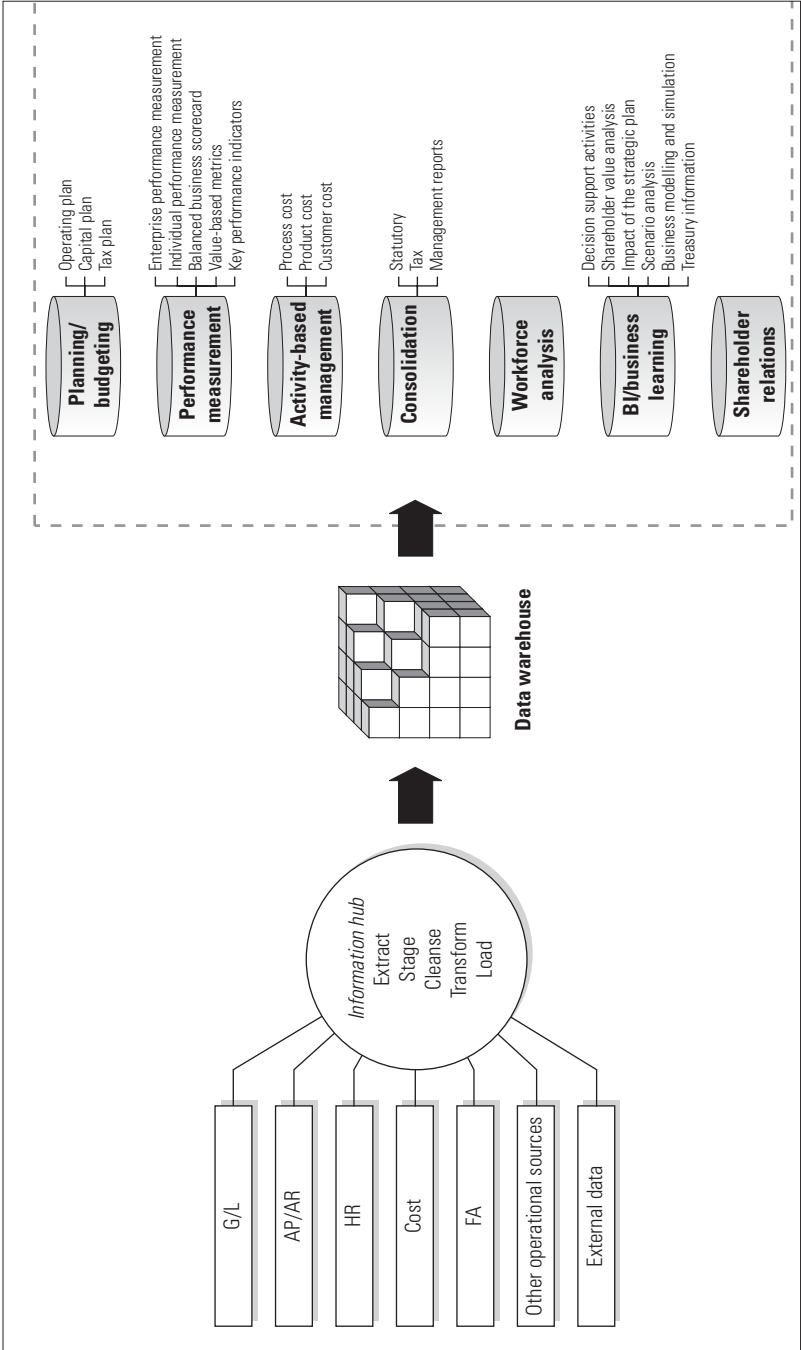 G/L
AP/AR
HR
Cost
FA
Other operational sources
External data
Information hub
Extract
Stage
Cleanse
Transform
Load
Data warehouse
Planning/
budgeting
Operating plan
Capital plan
Tax plan
Performance
measurement
Enterprise performance measurement
Individual performance measurement
Balanced business scorecard
Value-based metrics
Key performance indicators
Activity-based
management
Process cost
Product cost
Customer cost
Consolidation
Statutory
Tax
Management reports
Workforce
analysis
BI/business
learning
Decision support activities
Shareholder value analysis
Impact of the strategic plan
Scenario analysis
Business modelling and simulation
Treasury information
Shareholder
relations